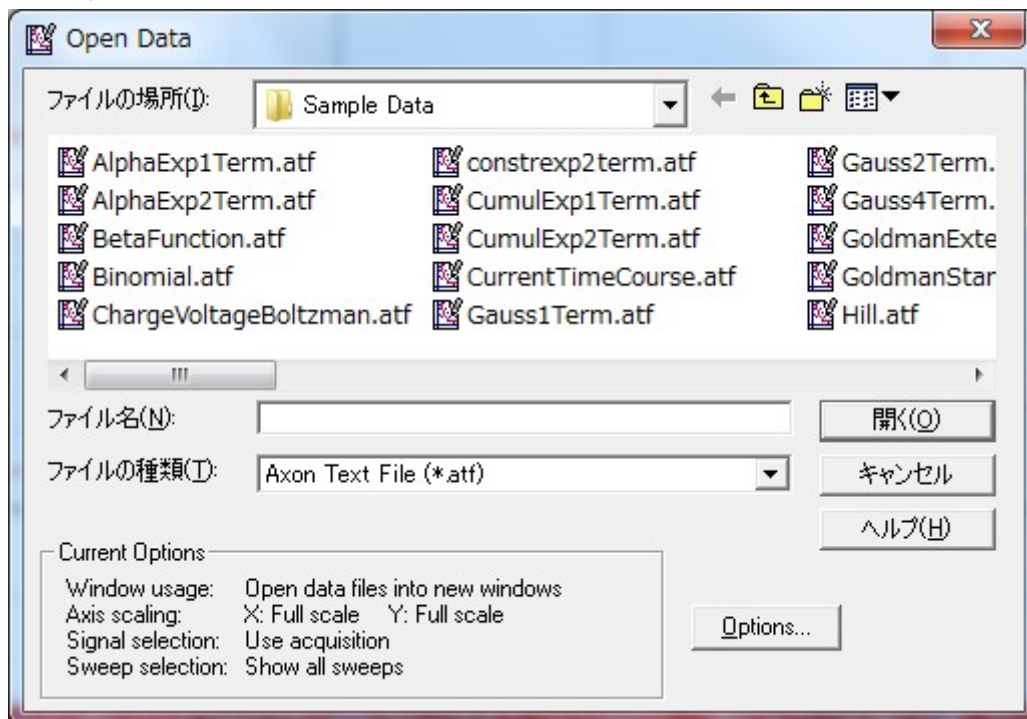 Open Data
ファイルの場所(I):
Sample Data
AlphaExp1Term.atf
AlphaExp2Term.atf
BetaFunction.atf
Binomial.atf
ChargeVoltageBoltzman.atf
constrexp2term.atf
CumulExp1Term.atf
CumulExp2Term.atf
CurrentTimeCourse.atf
Gauss1Term.atf
Gauss2Term.
Gauss4Term.
GoldmanExte
GoldmanStar
Hill.atf
ファイル名(N):
開く(O)
ファイルの種類(T):
Axon Text File (*.atf)
キャンセル
ヘルプ(H)
Current Options
Window usage: Open data files into new windows
Axis scaling: X: Full scale Y: Full scale
Signal selection: Use acquisition
Sweep selection: Show all sweeps
Options...